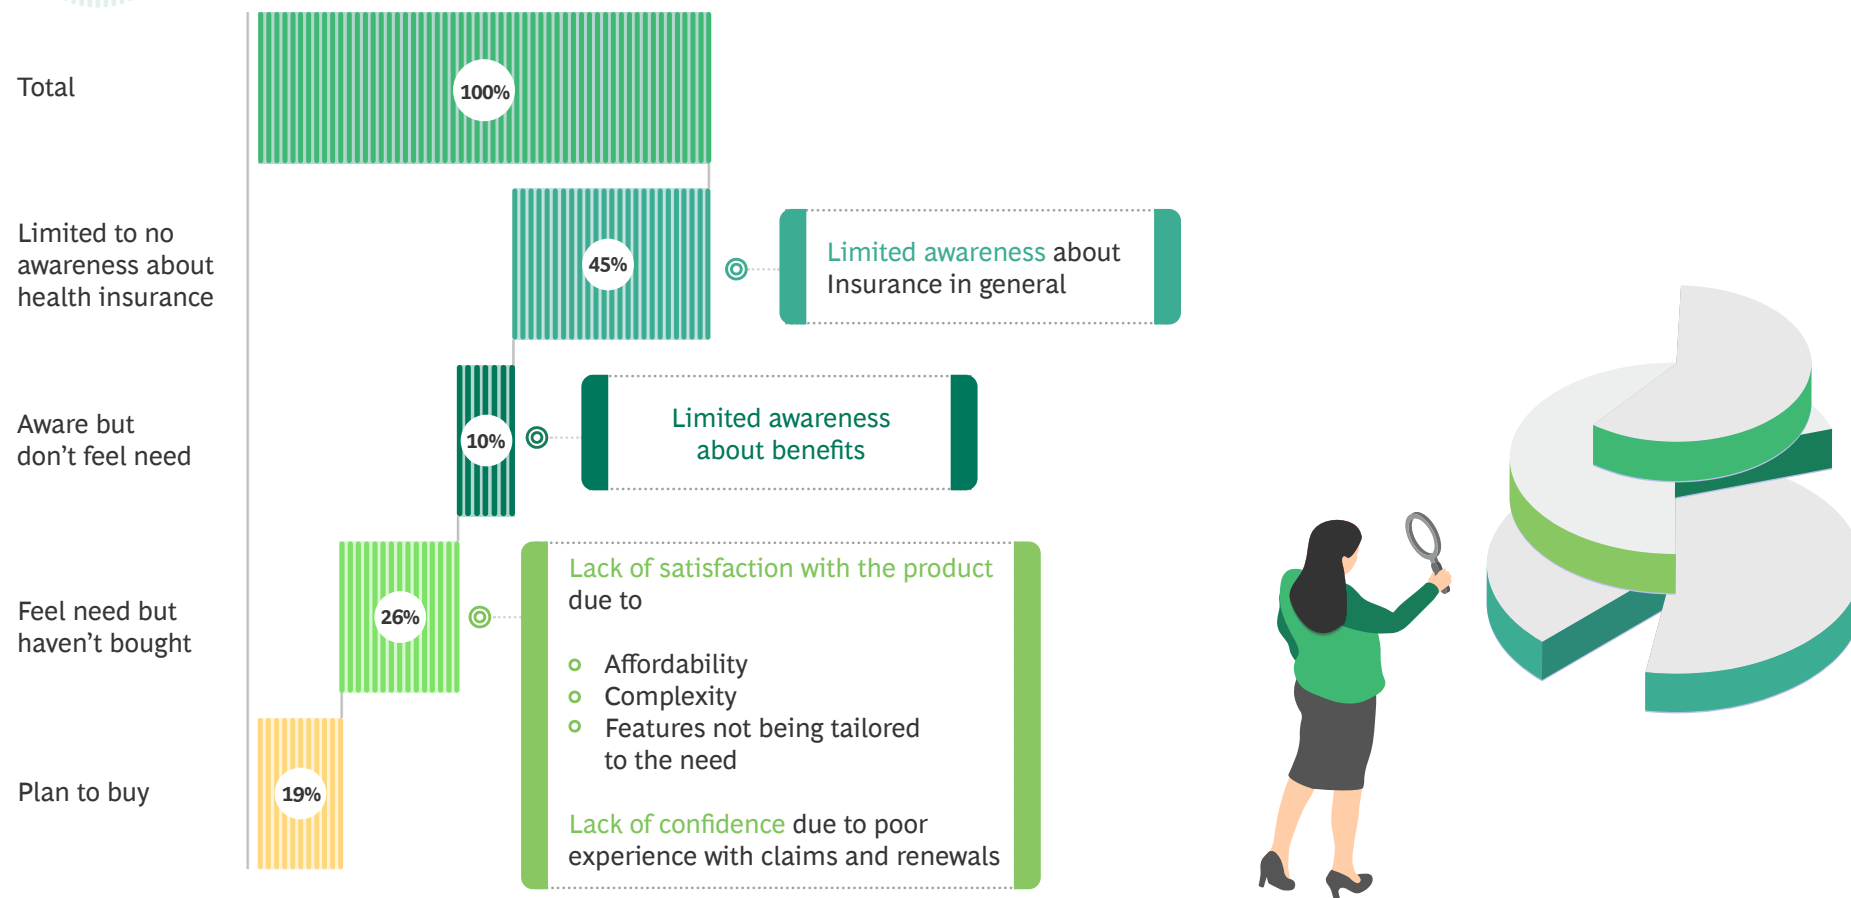 Total
100%
Limited to no
awareness about
health insurance
45%
Limited awareness about
Insurance in general
Aware but
don’t feel need
10%
Limited awareness
about benefits
Feel need but
haven’t bought
26%
Lack of satisfaction with the product
due to
Affordability
Complexity
Features not being tailored
to the need
Lack of confidence due to poor
experience with claims and renewals
Plan to buy
19%